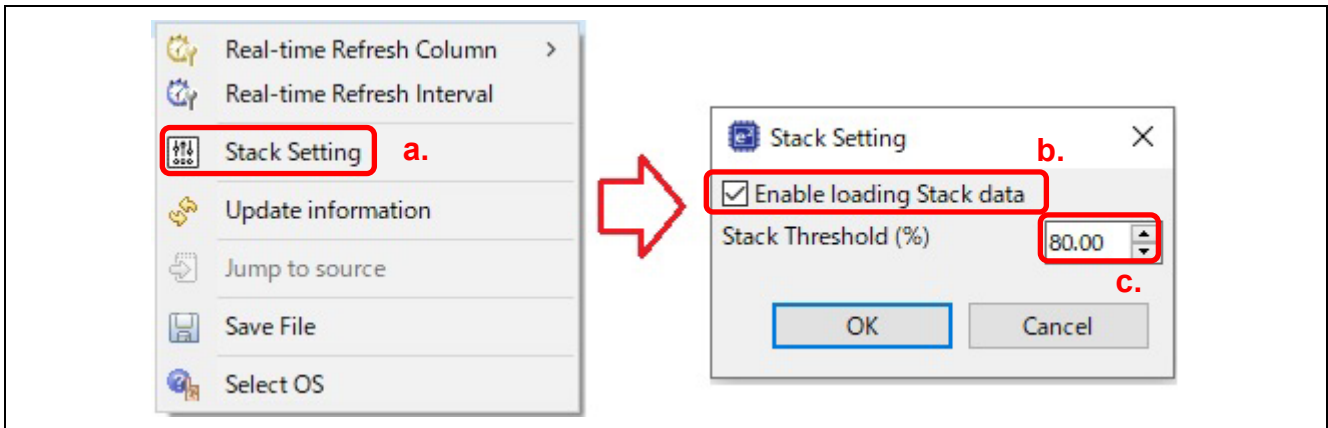 Real-time Refresh Column
Real-time Refresh Interval
Stack Setting a.
Update information
Jump to source
Save File
Select OS
Stack Setting
b.
Enable loading Stack data
Stack Threshold (%) 80.00
c.
OK Cancel